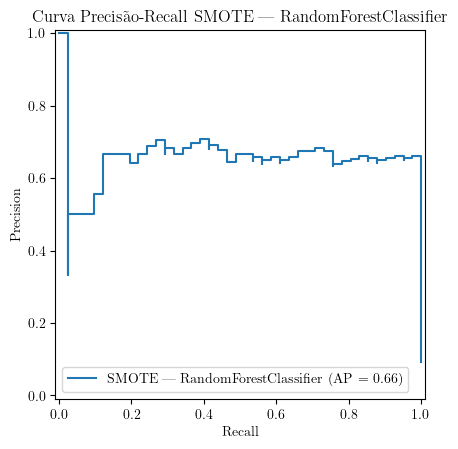 Curva Precisão-Recall SMOTE — RandomForestClassifier
1.0
0.8
0.6
0.4
0.2
0.0
Precision
SMOTE — RandomForestClassifier (AP = 0.66)
0.0 0.2 0.4 0.6 0.8 1.0
Recall